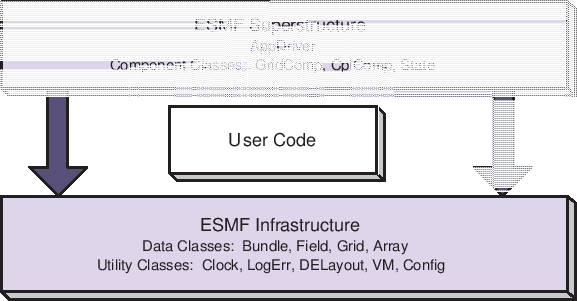 ESMF Superstructure
AppDriver
Component Classes: GridComp, CplComp, State
User Code
ESMF Infrastructure
Data Classes: Bundle, Field, Grid, Array
Utility Classes: Clock, LogErr, DELayout, VM, Config